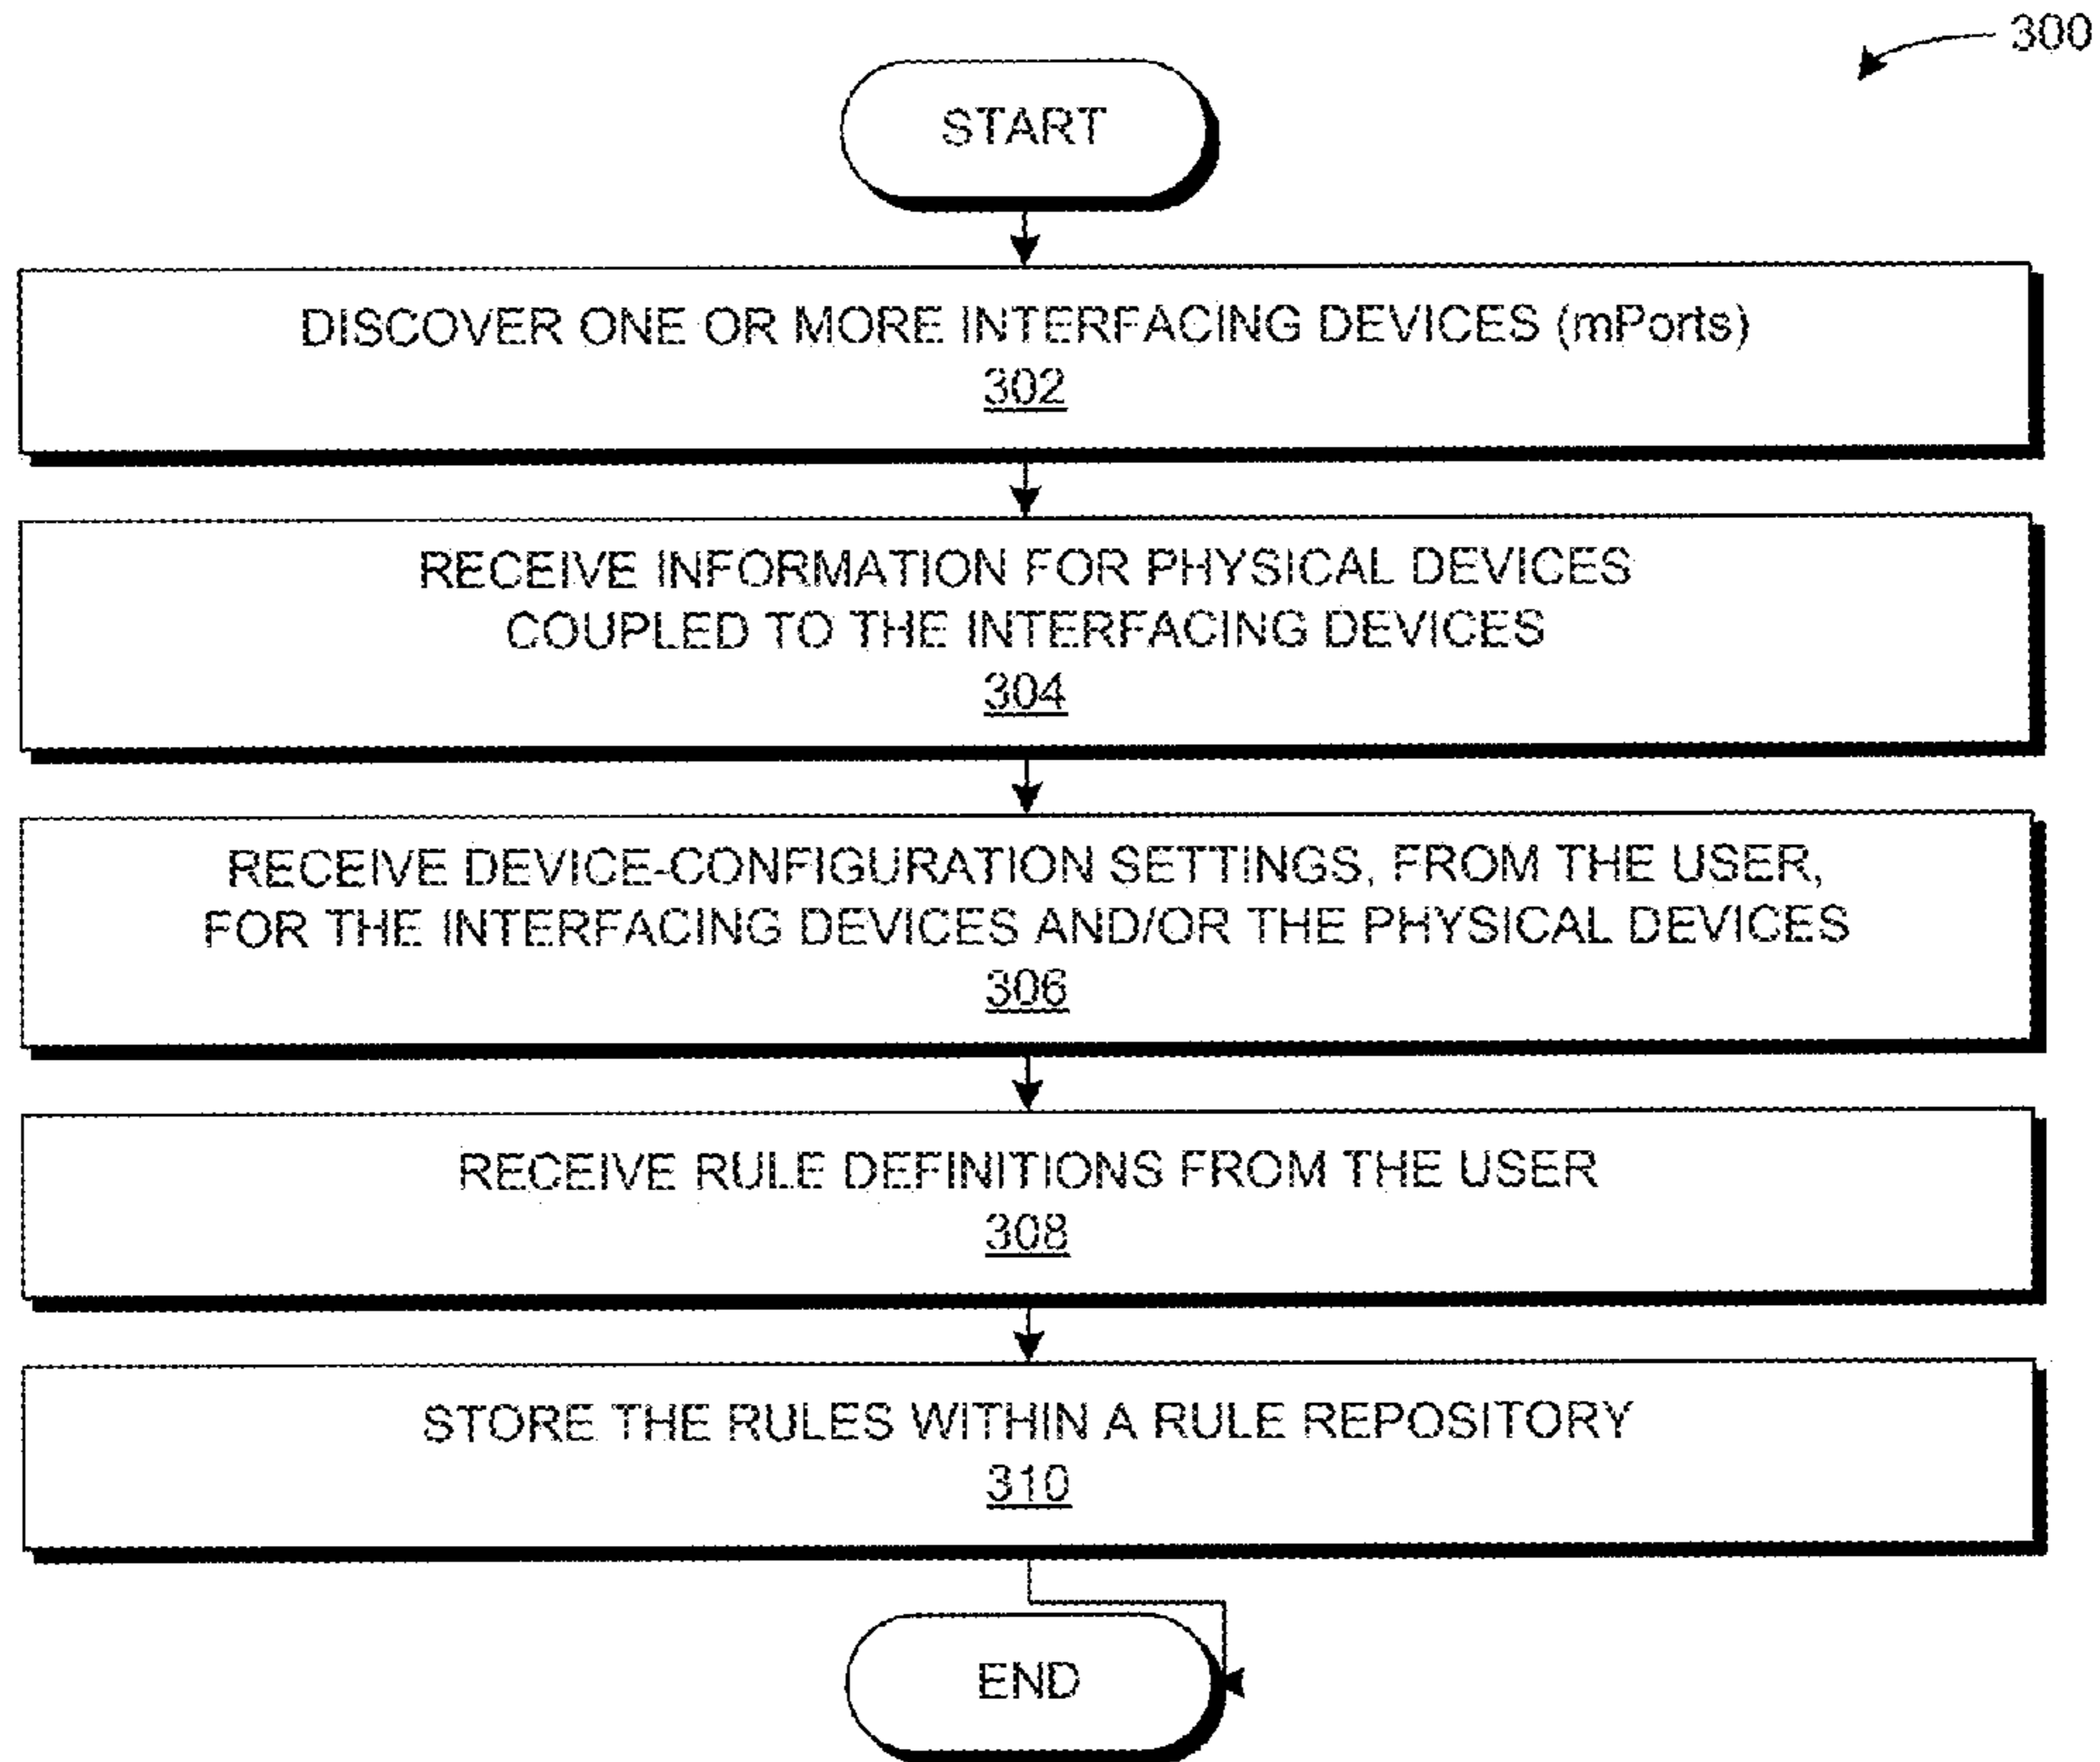 300
START
DISCOVER ONE OR MORE INTERFACING DEVICES (mPorts)
302
RECEIVE INFORMATION FOR PHYSICAL DEVICES
COUPLED TO THE INTERFACING DEVICES
304
RECEIVE DEVICE-CONFIGURATION SETTINGS, FROM THE USER,
FOR THE INTERFACING DEVICES AND/OR THE PHYSICAL DEVICES
306
RECEIVE RULE DEFINITIONS FROM THE USER
308
STORE THE RULES WITHIN A RULE REPOSITORY
310
END